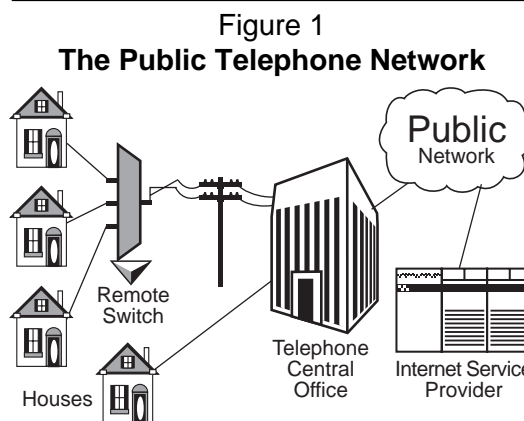 Figure 1
The Public Telephone Network
Public
Network
Remote
Switch
Telephone
Central
Office
Internet Service
Provider
Houses